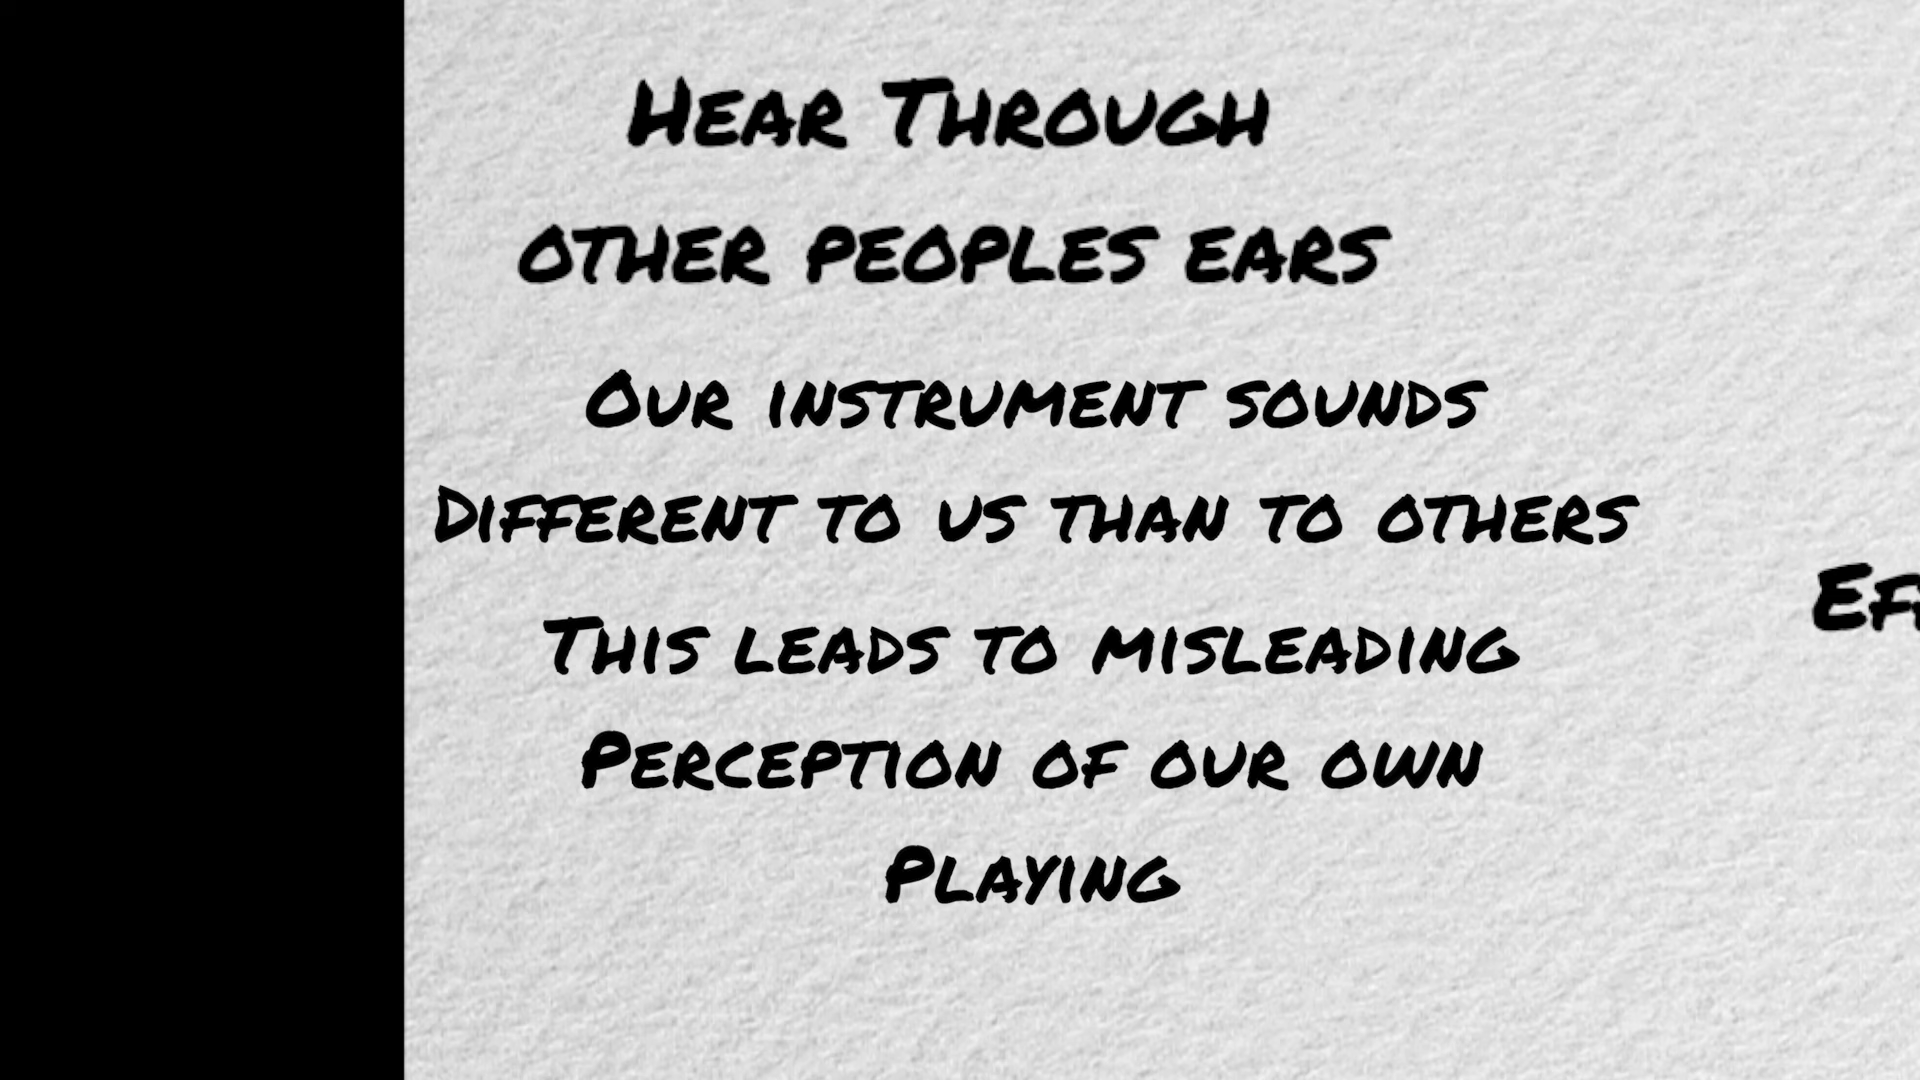 Hear Through
other peoples ears
Our instrument sounds
Different to us than to others
This leads to misleading
Perception of our own
Playing